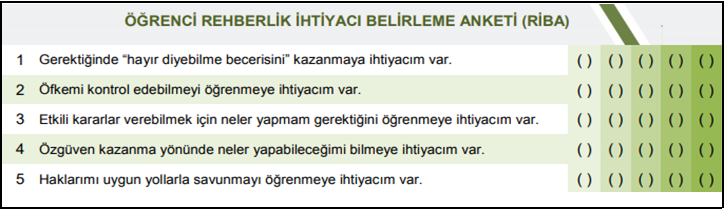 ÖĞRENCİ REHBERLİK İHTİYACI BELİRLEME ANKETİ (RİBA)
1 Gerektiğinde “hayır diyebilme becerisini” kazanmaya ihtiyacım var. ( ) ( ) ( ) ( ) ( )
2 Öfkemi kontrol edebilmeyi öğrenmeye ihtiyacım var. ( ) ( ) ( ) ( ) ( )
3 Etkili kararlar verebilmek için neler yapmam gerektiğini öğrenmeye ihtiyacım var. ( ) ( ) ( ) ( ) ( )
4 Özgüven kazanma yönünde neler yapabileceğimi bilmeye ihtiyacım var. ( ) ( ) ( ) ( ) ( )
5 Haklarımı uygun yollarla savunmayı öğrenmeye ihtiyacım var. ( ) ( ) ( ) ( ) ( )